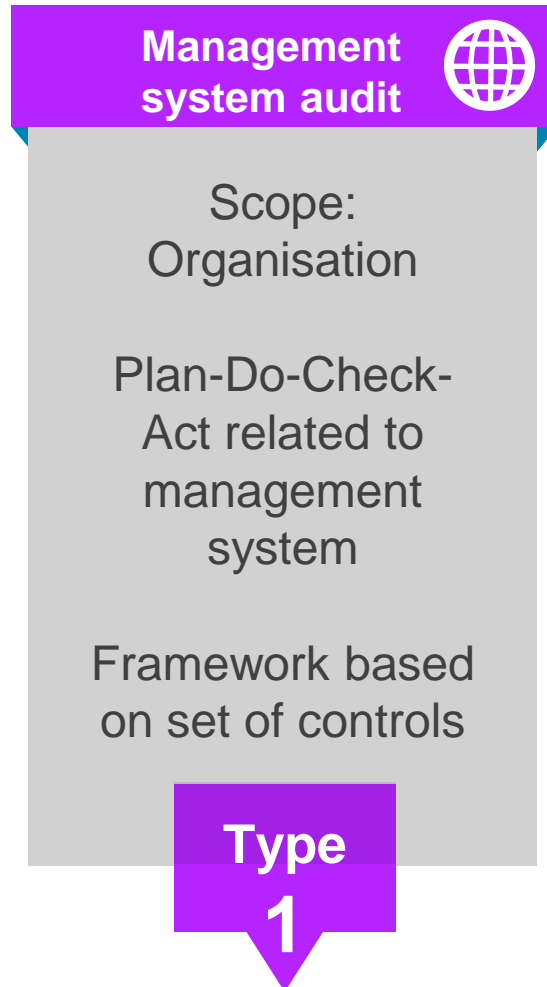 Management
system audit
Scope:
Organisation
Plan-Do-Check-
Act related to
management
system
Framework based
on set of controls
Type
1